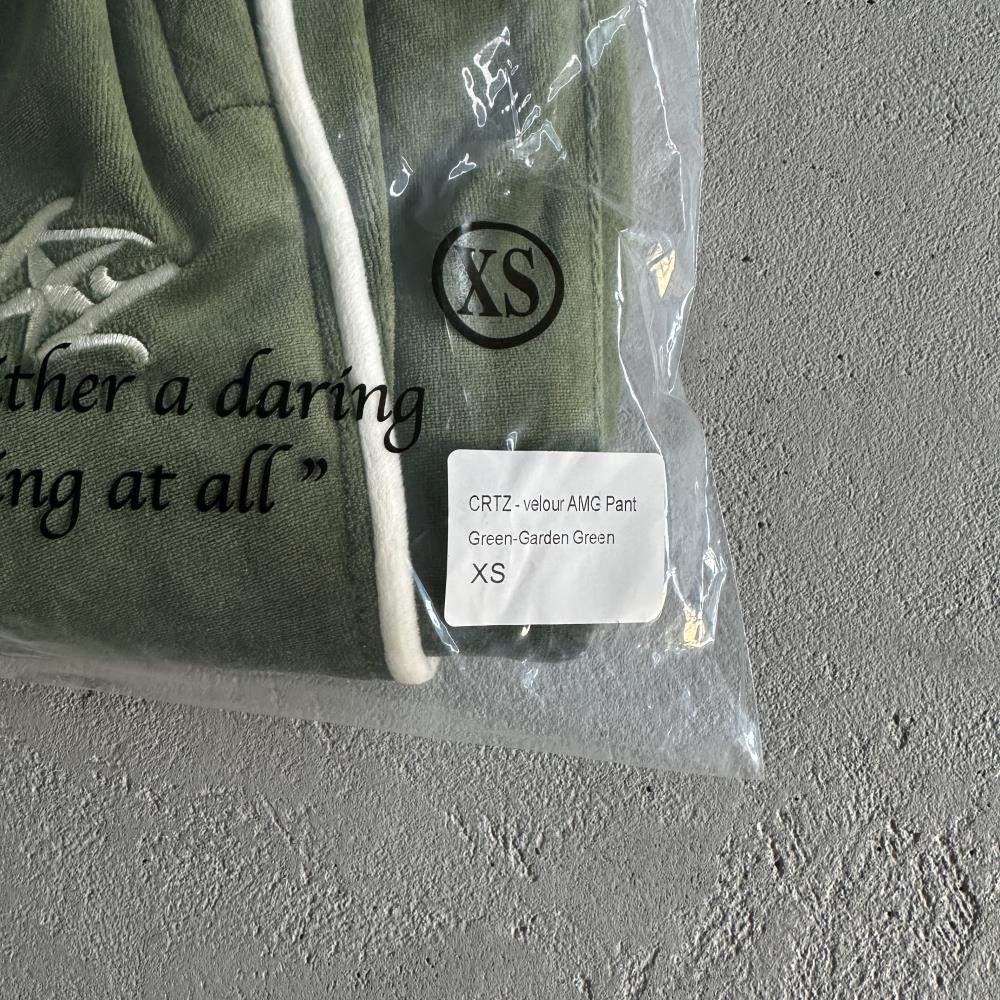 XS
ther a daring
ing at all”
CRTZ - velour AMG Pant
Green-Garden Green
XS